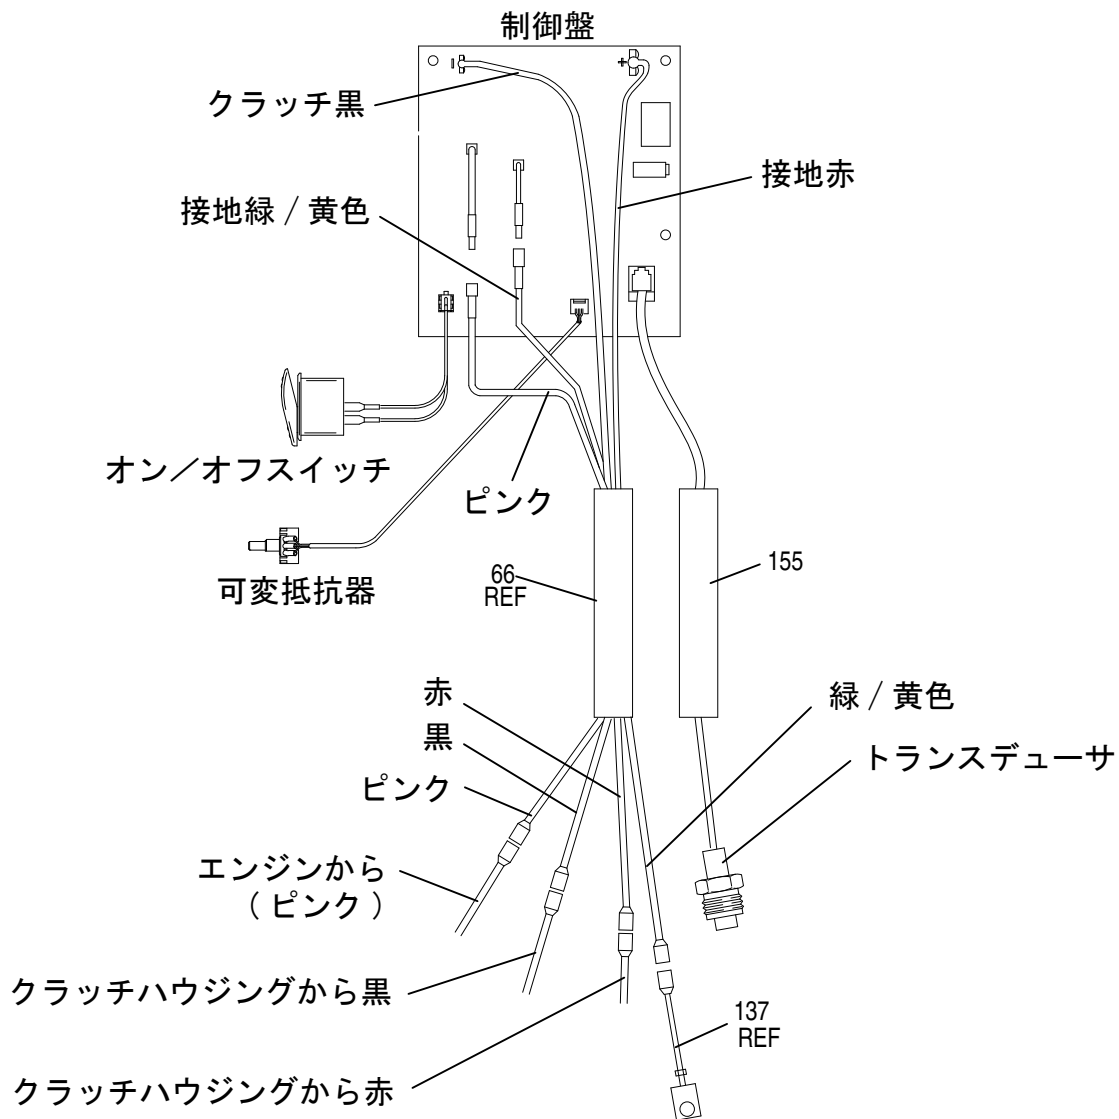 制御盤
− +
クラッチ黒
接地赤
接地緑 / 黄色
オン／オフスイッチ
ピンク
可変抵抗器
66
REF
155
赤
黒
ピンク
緑 / 黄色
トランスデューサ
エンジンから
( ピンク )
クラッチハウジングから黒
137
REF
クラッチハウジングから赤